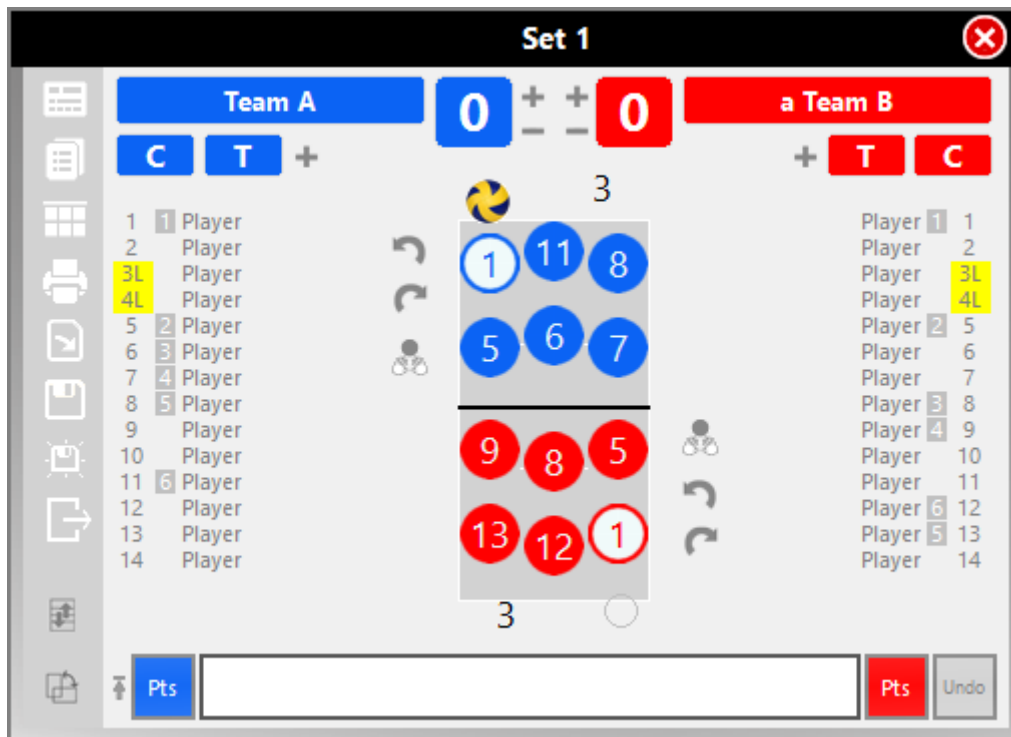 Set 1
Team A 0 0 a Team B
C T T C
3
1 1 Player Player 1 1
2 Player Player 2
3L Player Player 3L
4L Player Player 4L
5 2 Player Player 2 5
6 3 Player Player 6
7 4 Player Player 7
8 5 Player Player 3 8
9 Player Player 4 9
10 Player Player 10
11 6 Player Player 11
12 Player Player 6 12
13 Player Player 5 13
14 Player Player 14
1 11 8
5 6 7
9 8 5
13 12 1
3
Pts Pts Undo